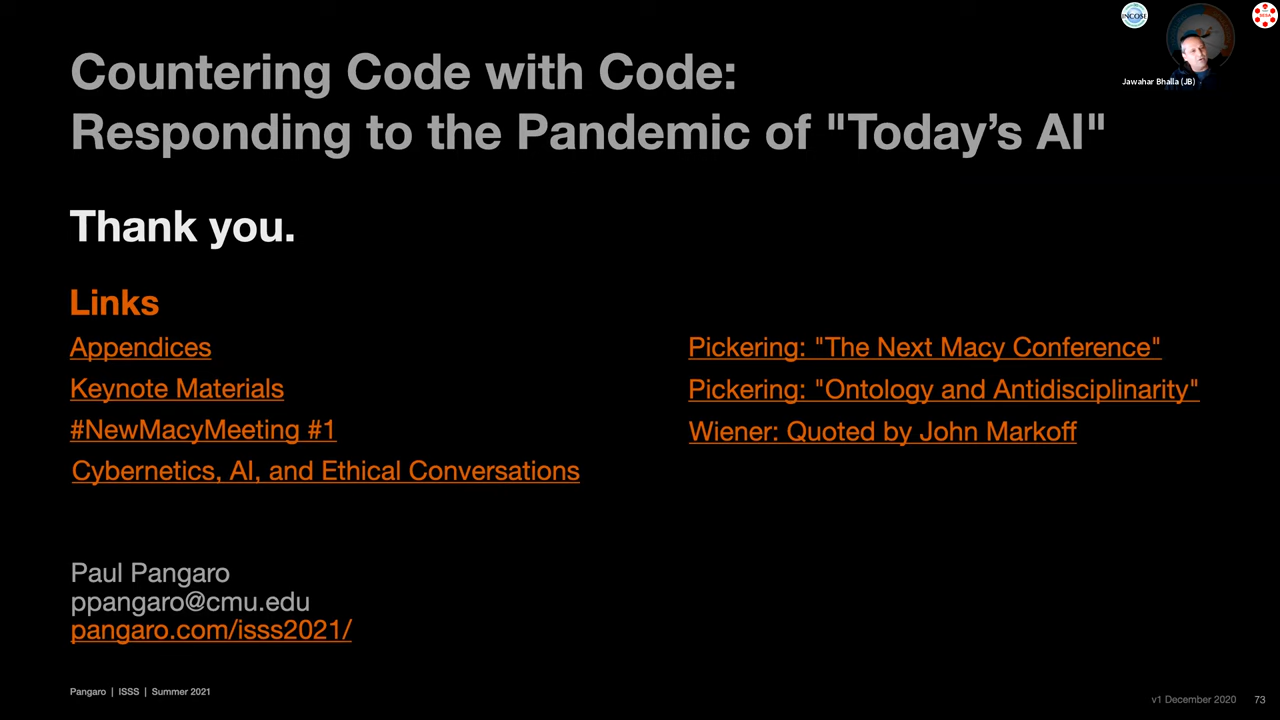 Countering Code with Code:
Responding to the Pandemic of "Today’s AI"
INCOSE
Jawahar Bhalla (JB)
Thank you.
Links
Appendices
Keynote Materials
#NewMacyMeeting #1
Cybernetics, AI, and Ethical Conversations
Pickering: "The Next Macy Conference"
Pickering: "Ontology and Antidisciplinarity"
Wiener: Quoted by John Markoff
Paul Pangaro
ppangaro@cmu.edu
pangaro.com/isss2021/
Pangaro | ISSS | Summer 2021
v1 December 2020 73